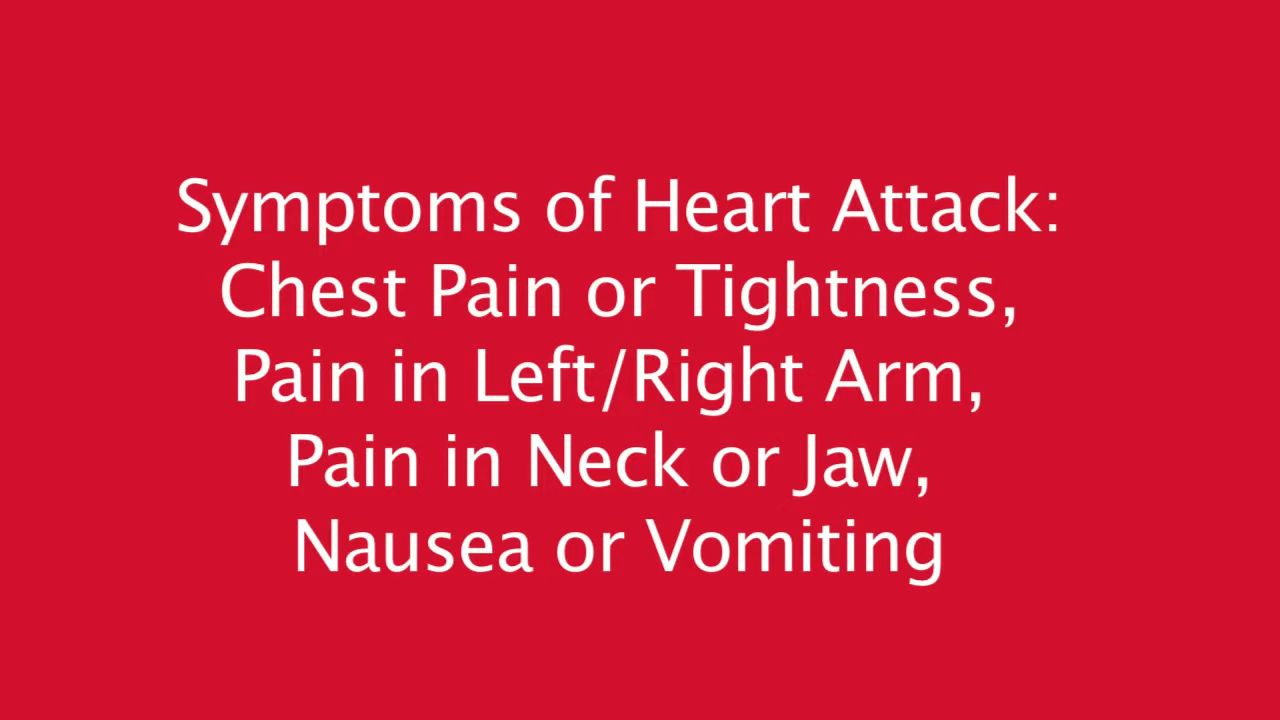 Symptoms of Heart Attack:
Chest Pain or Tightness,
Pain in Left/Right Arm,
Pain in Neck or Jaw,
Nausea or Vomiting